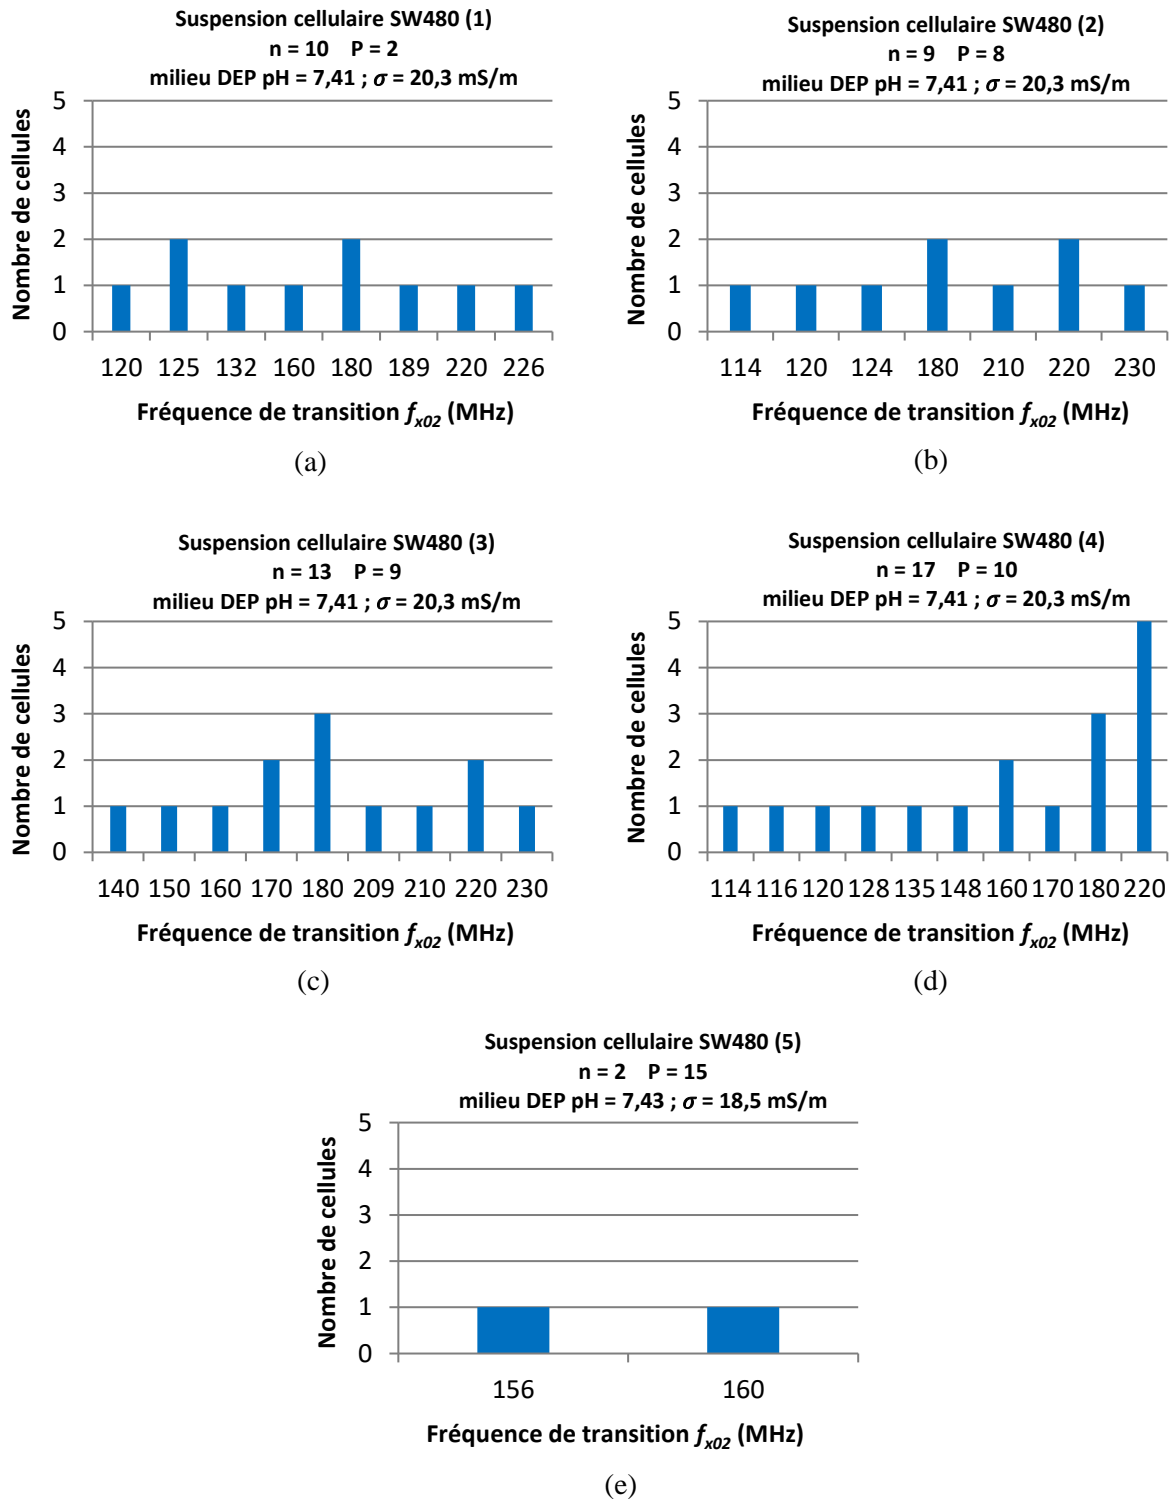 Suspension cellulaire SW480 (1)
n = 10 P = 2
milieu DEP pH = 7,41 ; σ = 20,3 mS/m
Nombre de cellules
5
4
3
2
1
0
120 125 132 160 180 189 220 226
Fréquence de transition fx02 (MHz)
(a)
Suspension cellulaire SW480 (2)
n = 9 P = 8
milieu DEP pH = 7,41 ; σ = 20,3 mS/m
Nombre de cellules
5
4
3
2
1
0
114 120 124 180 210 220 230
Fréquence de transition fx02 (MHz)
(b)
Suspension cellulaire SW480 (3)
n = 13 P = 9
milieu DEP pH = 7,41 ; σ = 20,3 mS/m
Nombre de cellules
5
4
3
2
1
0
140 150 160 170 180 209 210 220 230
Fréquence de transition fx02 (MHz)
(c)
Suspension cellulaire SW480 (4)
n = 17 P = 10
milieu DEP pH = 7,41 ; σ = 20,3 mS/m
Nombre de cellules
5
4
3
2
1
0
114 116 120 128 135 148 160 170 180 220
Fréquence de transition fx02 (MHz)
(d)
Suspension cellulaire SW480 (5)
n = 2 P = 15
milieu DEP pH = 7,43 ; σ = 18,5 mS/m
Nombre de cellules
5
4
3
2
1
0
156 160
Fréquence de transition fx02 (MHz)
(e)